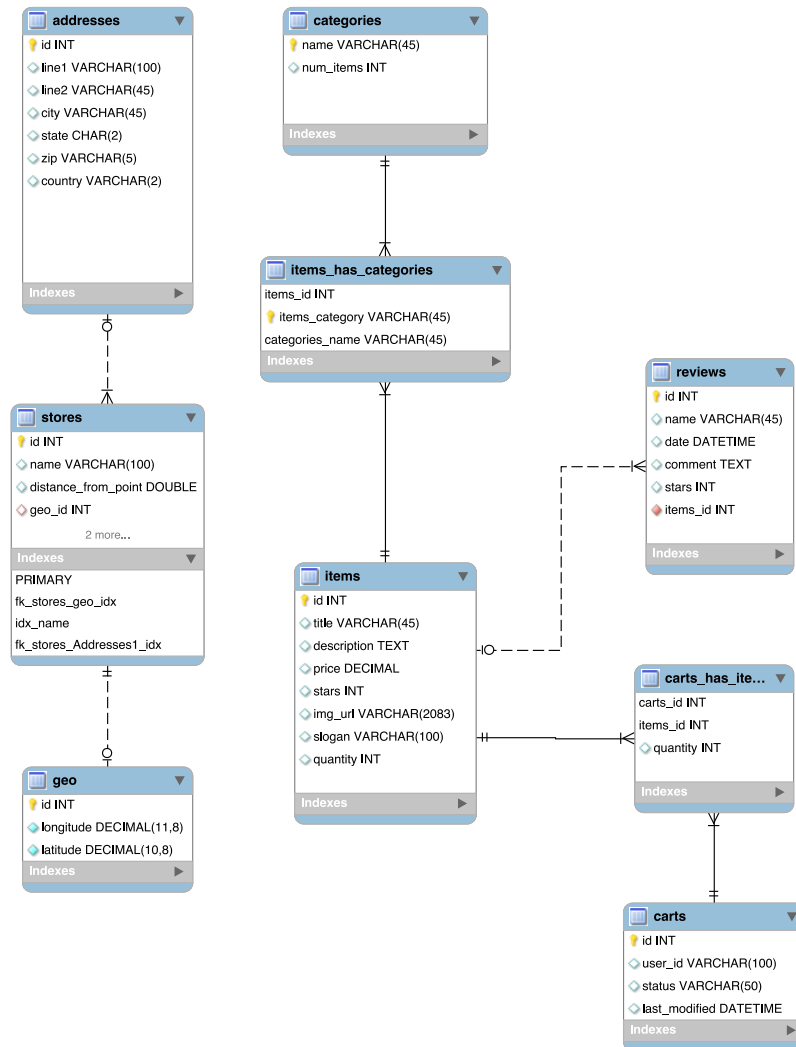 addresses
id INT
line1 VARCHAR(100)
line2 VARCHAR(45)
city VARCHAR(45)
state CHAR(2)
zip VARCHAR(5)
country VARCHAR(2)
Indexes
categories
name VARCHAR(45)
num_items INT
Indexes
items_has_categories
items_id INT
items_category VARCHAR(45)
categories_name VARCHAR(45)
Indexes
stores
id INT
name VARCHAR(100)
distance_from_point DOUBLE
geo_id INT
2 more...
Indexes
PRIMARY
fk_stores_geo_idx
idx_name
fk_stores_Addresses1_idx
reviews
id INT
name VARCHAR(45)
date DATETIME
comment TEXT
stars INT
items_id INT
Indexes
items
id INT
title VARCHAR(45)
description TEXT
price DECIMAL
stars INT
img_url VARCHAR(2083)
slogan VARCHAR(100)
quantity INT
Indexes
carts_has_ite...
carts_id INT
items_id INT
quantity INT
Indexes
geo
id INT
longitude DECIMAL(11,8)
latitude DECIMAL(10,8)
Indexes
carts
id INT
user_id VARCHAR(100)
status VARCHAR(50)
last_modified DATETIME
Indexes